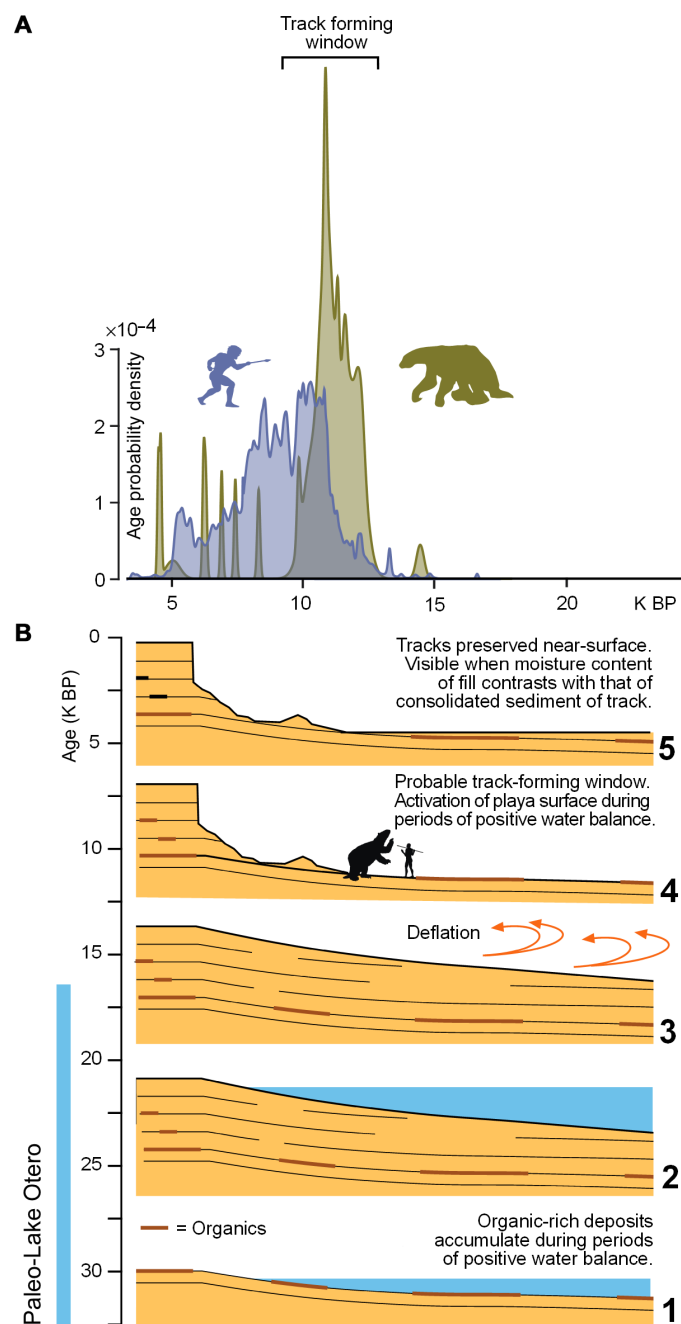 A
Track forming
window
×10–4
Age probability density
3
2
1
0
5
10
15
20
K BP
B
Age (K BP)
0
5
10
15
20
25
30
Tracks preserved near-surface.
Visible when moisture content
of fill contrasts with that of
consolidated sediment of track.
5
Probable track-forming window.
Activation of playa surface during
periods of positive water balance.
4
Deflation
3
2
Paleo-Lake Otero
= Organics
Organic-rich deposits
accumulate during periods
of positive water balance.
1